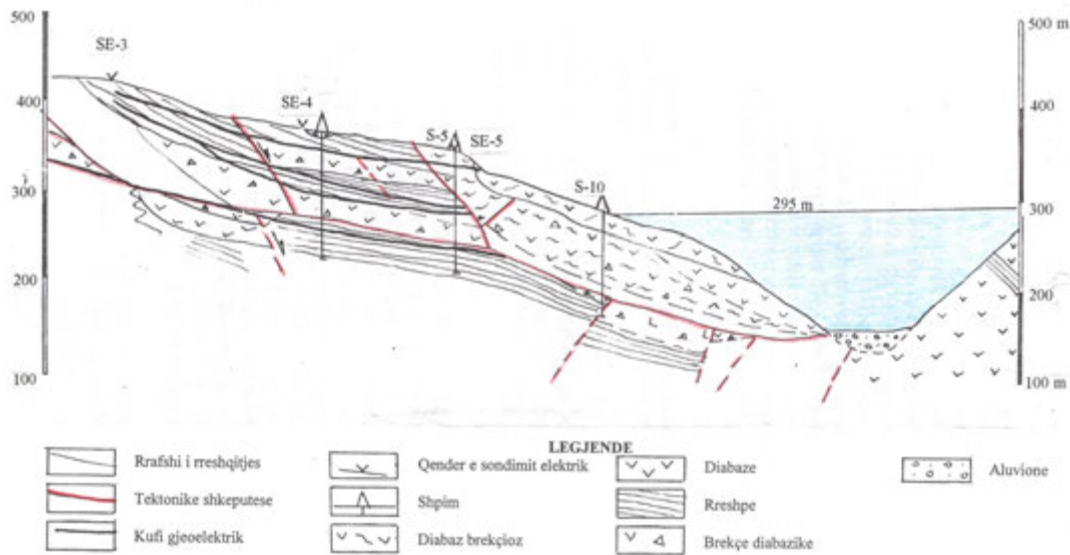 500
400
300
200
100
500 m
400
300
200
100 m
SE-3
SE-4
S-5
SE-5
S-10
295 m
LEGJENDE
Rrafshi i rreshqitjes
Tektonike shkeputese
Kufi gjeoelektrik
Qender e sondimit elektrik
Shpim
Diabaz brekçioz
Diabaze
Rreshpe
Brekçe diabazike
Aluvione